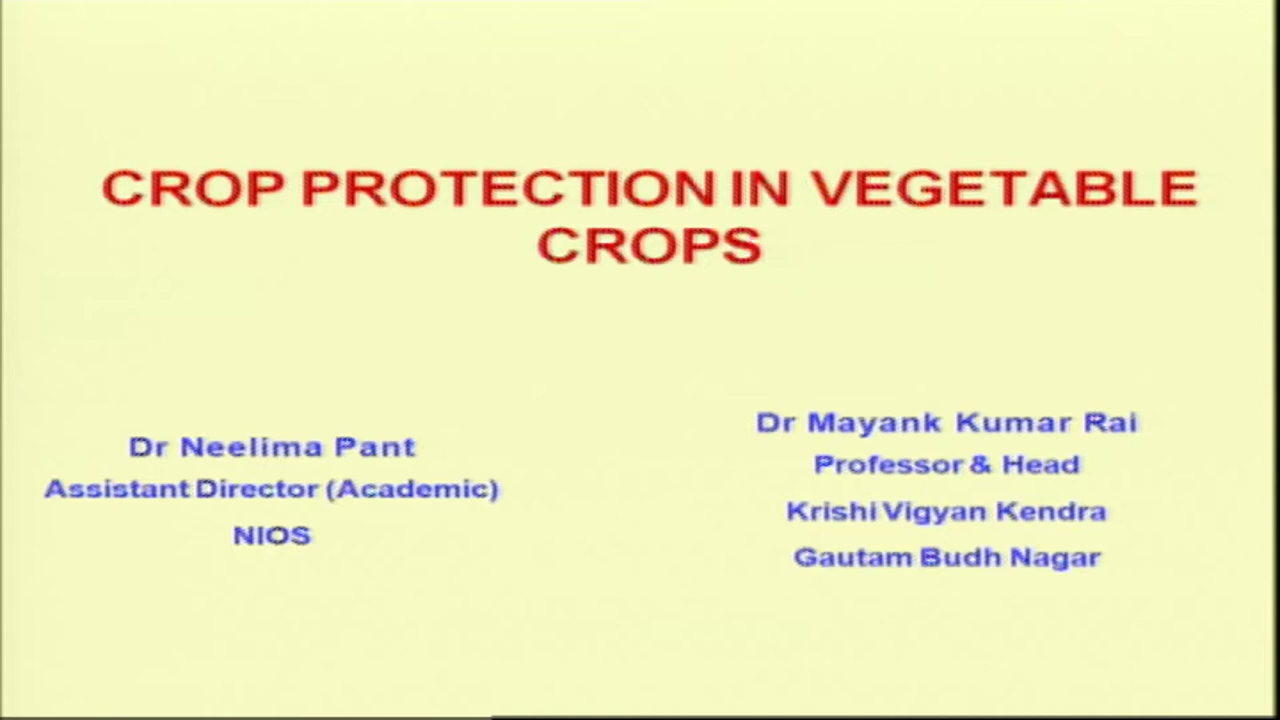 CROP PROTECTION IN VEGETABLE
CROPS
Dr Neelima Pant
Assistant Director (Academic)
NIOS
Dr Mayank Kumar Rai
Professor & Head
Krishi Vigyan Kendra
Gautam Budh Nagar